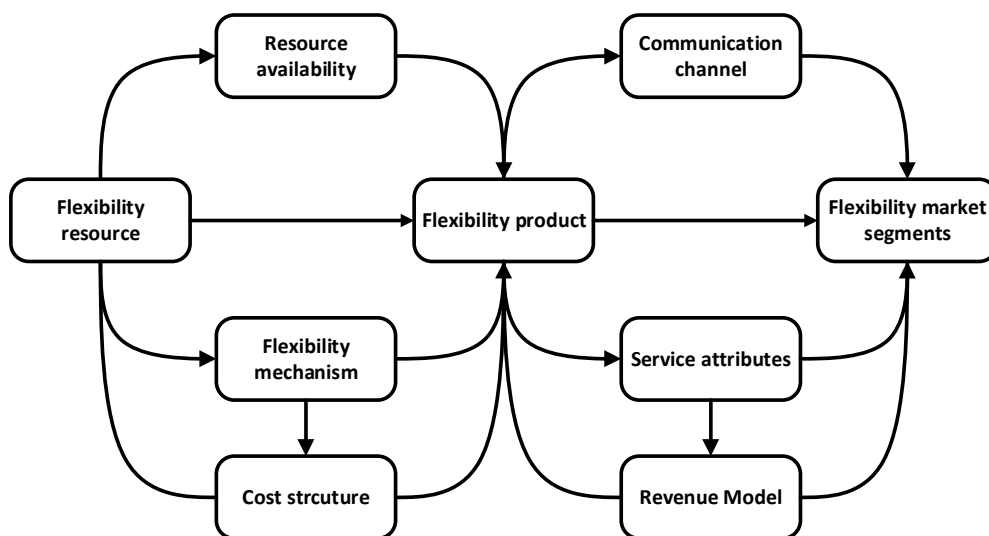 Resource
availability
Communication
channel
Flexibility
resource
Flexibility product
Flexibility market
segments
Flexibility
mechanism
Service attributes
Cost strcuture
Revenue Model